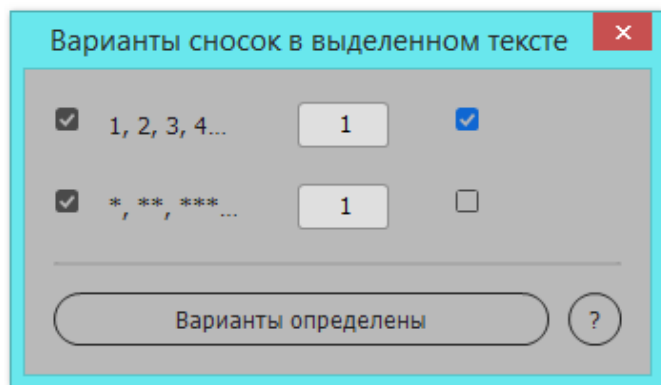 Варианты сносок в выделенном тексте
1, 2, 3, 4... 1
*, **, ***... 1
Варианты определены ?